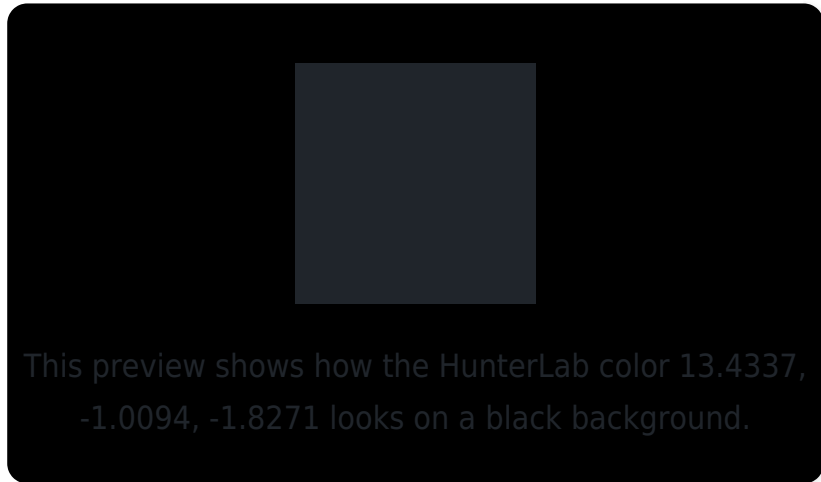 This preview shows how the HunterLab color 13.4337,
-1.0094, -1.8271 looks on a black background.